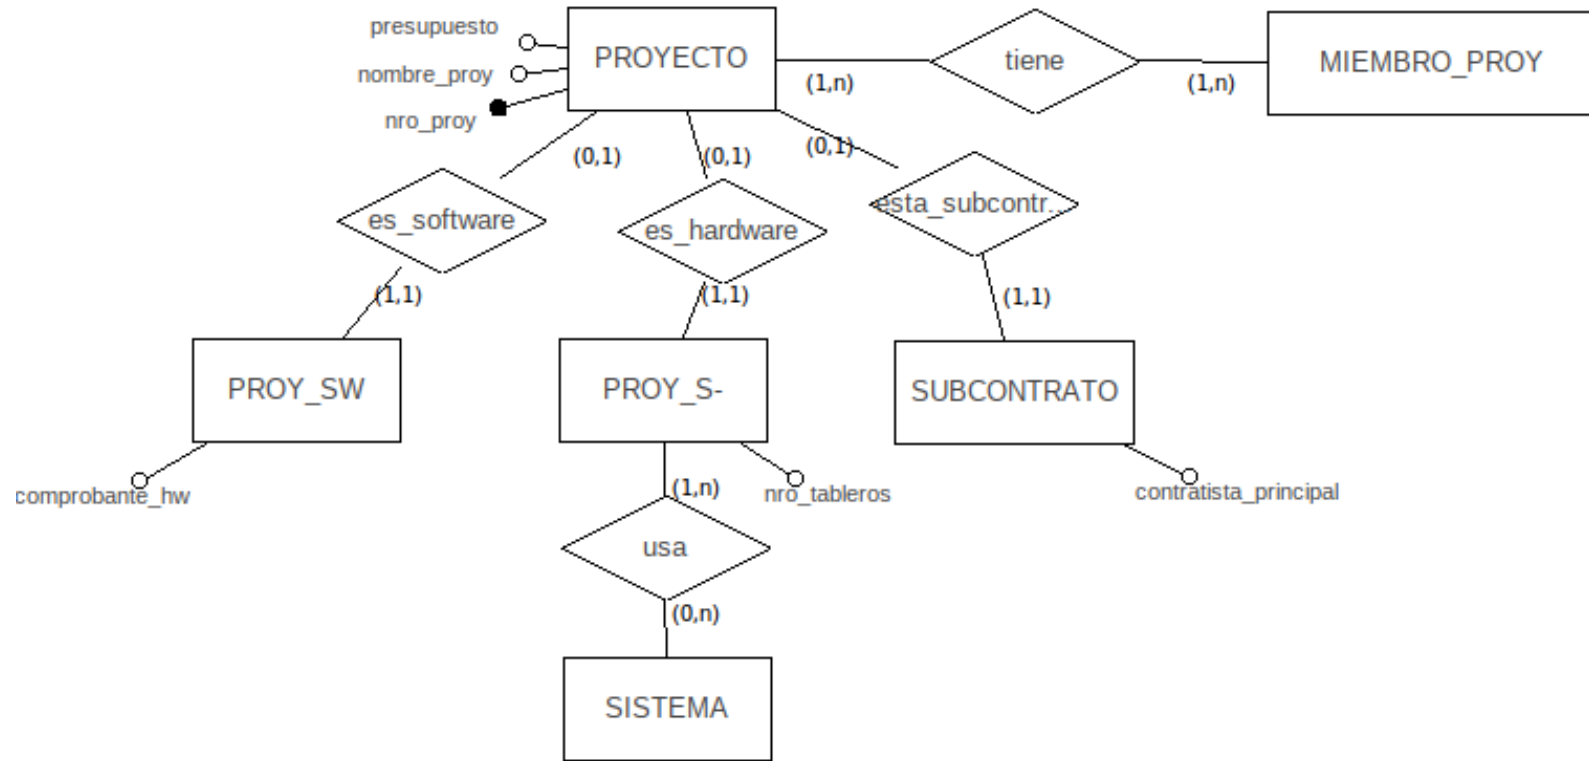 presupuesto
nombre_proy
nro_proy
PROYECTO
(1,n)
tiene
(1,n)
MIEMBRO_PROY
(0,1)
(0,1)
(0,1)
es_software
es_hardware
esta_subcontr...
(1,1)
(1,1)
(1,1)
PROY_SW
PROY_S-
SUBCONTRATO
comprobante_hw
(1,n)
nro_tableros
contratista_principal
usa
(0,n)
SISTEMA